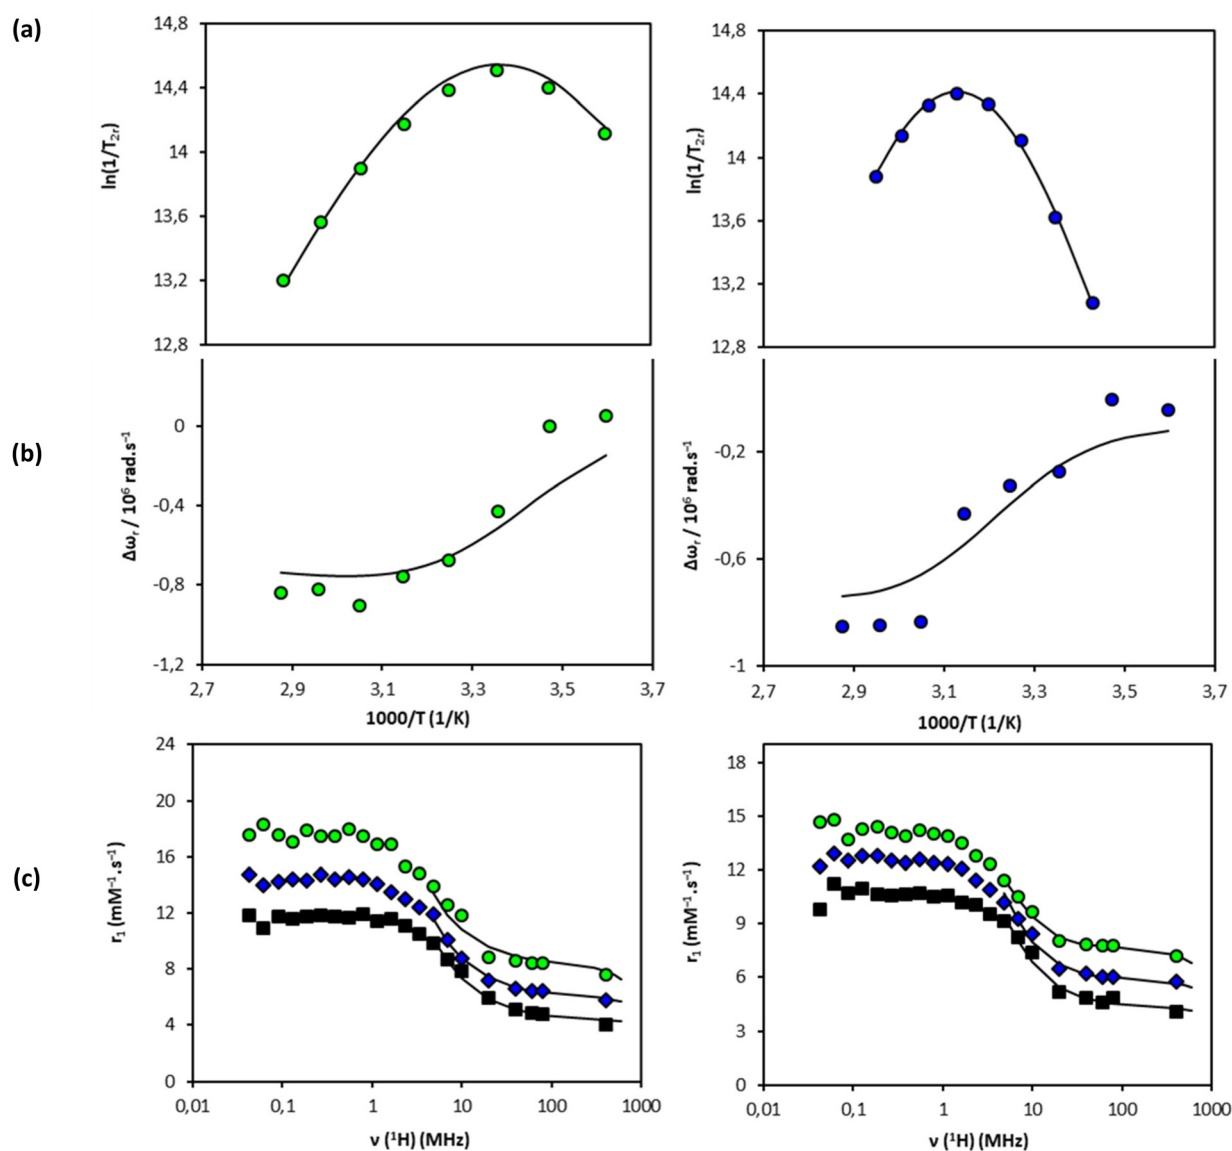 (a)
14,8
14,4
14
13,6
13,2
12,8
ln(1/T₂ᵣ)
14,8
14,4
14
13,6
13,2
12,8
ln(1/T₂ᵣ)
(b)
0
-0,4
-0,8
-1,2
Δωᵣ / 10⁶ rad.s⁻¹
2,7 2,9 3,1 3,3 3,5 3,7
1000/T (1/K)
-0,2
-0,6
-1
Δωᵣ / 10⁶ rad.s⁻¹
2,7 2,9 3,1 3,3 3,5 3,7
1000/T (1/K)
(c)
24
20
16
12
8
4
0
r₁ (mM⁻¹.s⁻¹)
0,01 0,1 1 10 100 1000
ν (¹H) (MHz)
18
15
12
9
6
3
0
r₁ (mM⁻¹.s⁻¹)
0,01 0,1 1 10 100 1000
ν (¹H) (MHz)